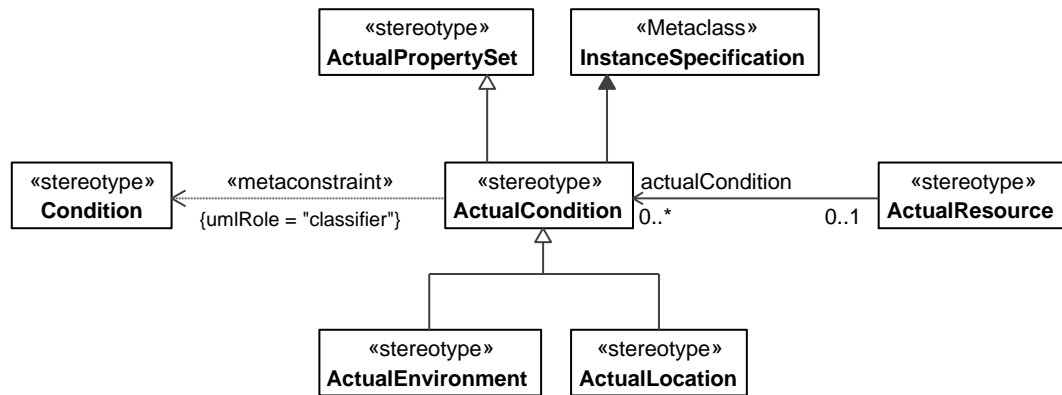 «stereotype»
ActualPropertySet
«Metaclass»
InstanceSpecification
«stereotype»
Condition
«metaconstraint»
{umlRole = "classifier"}
«stereotype»
ActualCondition
actualCondition
0..*
0..1
«stereotype»
ActualResource
«stereotype»
ActualEnvironment
«stereotype»
ActualLocation